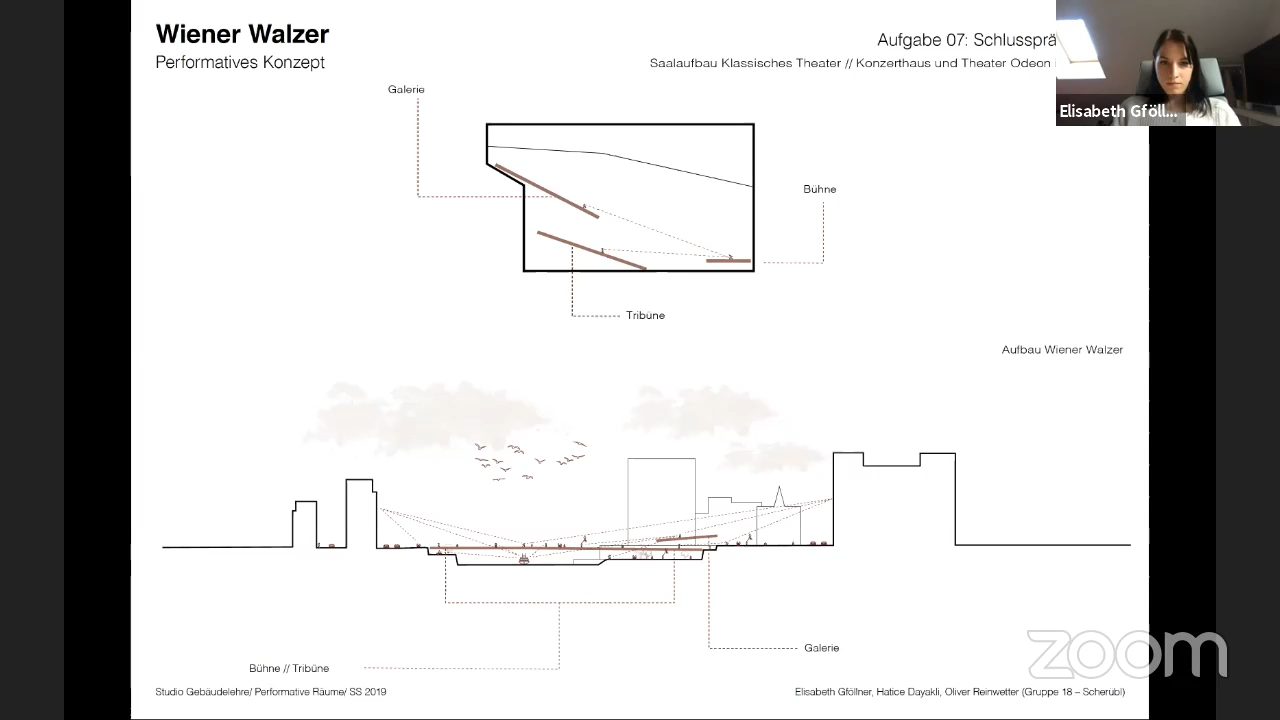 Wiener Walzer
Performatives Konzept
Aufgabe 07: Schlussprä
Saalaufbau Klassisches Theater // Konzerthaus und Theater Odeon
Elisabeth Gföll...
Galerie
Bühne
Tribüne
Aufbau Wiener Walzer
Galerie
Bühne // Tribüne
zoom
Studio Gebäudelehre/ Performative Räume/ SS 2019
Elisabeth Gföllner, Hatice Dayakli, Oliver Reinwetter (Gruppe 18 – Scherübl)